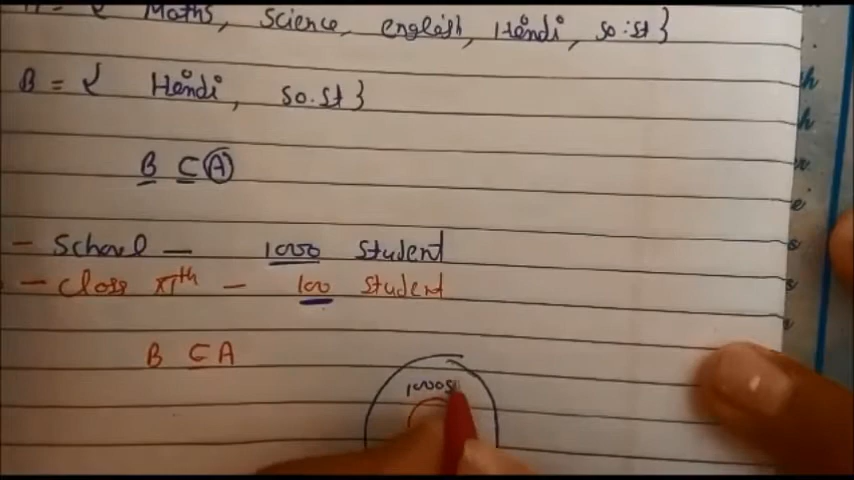 Maths, Science, english, Hindi, so.st}
B = { Hindi, so.st}
B ⊂ A
- School - 1000 Student
- Class XIth - 100 Student
B ⊂ A
1000s